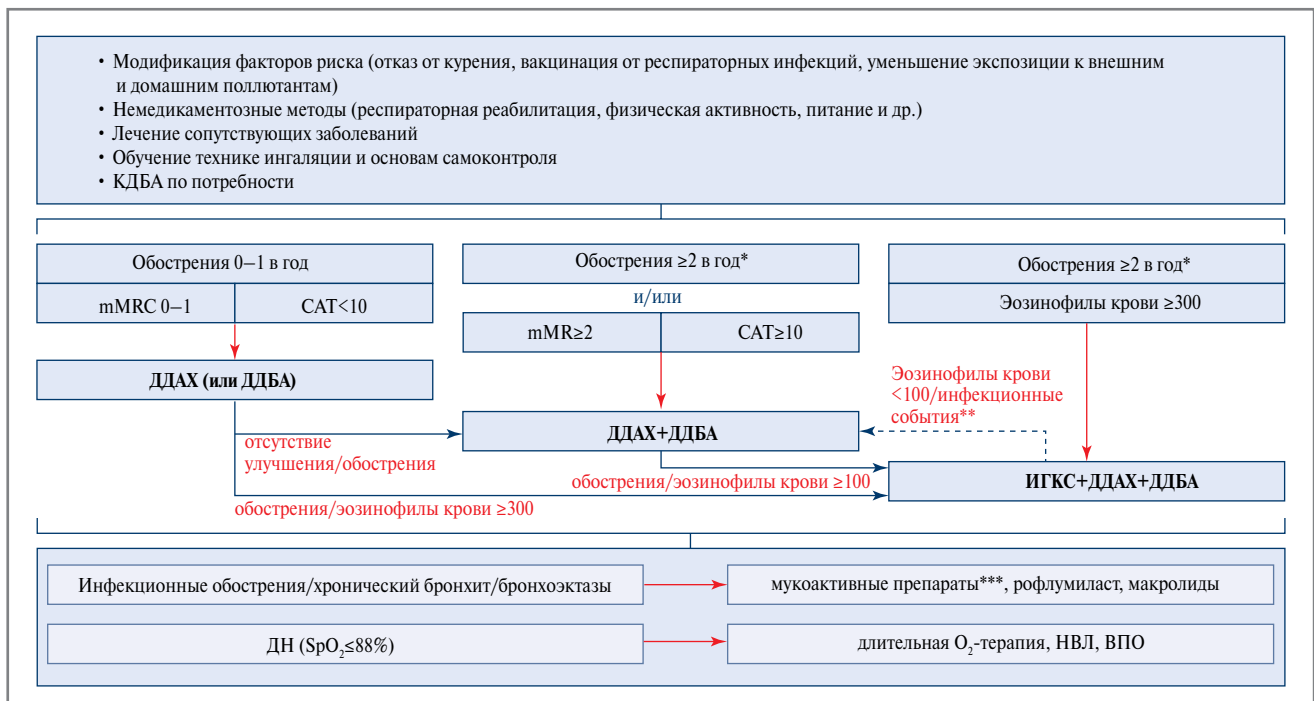 • Модификация факторов риска (отказ от курения, вакцинация от респираторных инфекций, уменьшение экспозиции к внешним
и домашним поллютантам)
• Немедикаментозные методы (респираторная реабилитация, физическая активность, питание и др.)
• Лечение сопутствующих заболеваний
• Обучение технике ингаляции и основам самоконтроля
• КДБА по потребности
Обострения 0–1 в год
mMRC 0–1
CAT<10
ДДАХ (или ДДБА)
Обострения ≥2 в год*
и/или
mMR≥2
CAT≥10
ДДАХ+ДДБА
Обострения ≥2 в год*
Эозинофилы крови ≥300
Эозинофилы крови
<100/инфекционные
события**
ИГКС+ДДАХ+ДДБА
отсутствие
улучшения/обострения
обострения/эозинофилы крови ≥100
обострения/эозинофилы крови ≥300
Инфекционные обострения/хронический бронхит/бронхоэктазы
мукоактивные препараты***, рофлумиласт, макролиды
ДН (SpO₂≤88%)
длительная O₂-терапия, НВЛ, ВПО